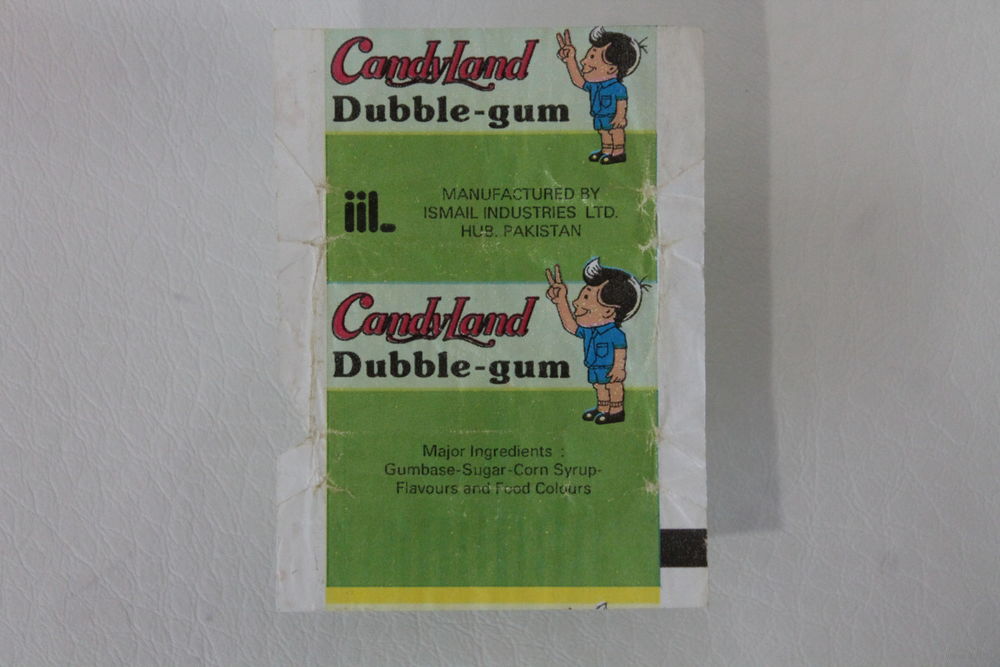 CandyLand
Dubble-gum
iil
MANUFACTURED BY
ISMAIL INDUSTRIES LTD.
HUB. PAKISTAN
CandyLand
Dubble-gum
Major Ingredients :
Gumbase-Sugar-Corn Syrup-
Flavours and Food Colours